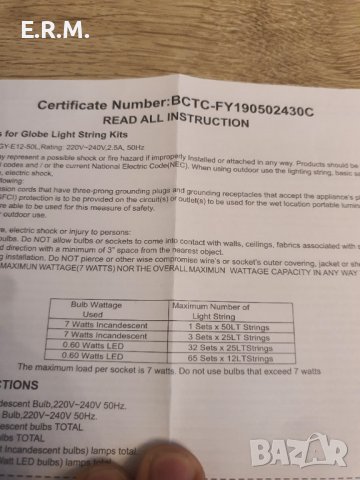 E.R.M.
Certificate Number:BCTC-FY190502430C
READ ALL INSTRUCTION
s for Globe Light String Kits
GY-E12-50L,Rating: 220V~240V,2.5A, 50Hz
y represent a possible shock or fire hazard if improperly installed or attached in any way. Products should be
l codes and / or the current National Electric Code(NEC). When using outdoor use the lighting string, basic sa
e, electric shock,
llowing:
nsion cords that have three-prong grounding plugs and grounding receptacles that accept the appliance's pl
GFCI) protection is to be provided on the circuit(s) or outlet(s) to be used for the wet location portable lumin
re able to be used for this measure of safety.
outdoor use.
re, electric shock, or injury to persons:
bulbs. Do NOT allow bulbs or sockets to come into contact with walls, ceilings, fabrics associated with s
d direction with a minimum of 3" space from the nearest object.
g installation. Do NOT pierce or other wise compromise wire's or socket's outer covering, jacket or she
MAXIMUN WATTAGE(7 WATTS) NOR THE OVERALL MAXIMUN WATTAGE CAPACITY IN ANY WAY
Bulb Wattage Used
Maximum Number of Light String
7 Watts Incandescent 1 Sets x 50LT Strings
7 Watts Incandescent 3 Sets x 25LT Strings
0.60 Watts LED 32 Sets x 25LTStrings
0.60 Watts LED 65 Sets x 12LTStrings
The maximum load per socket is 7 watts. Do not use bulbs that exceed 7 watts
CTIONS
ndescent Bulb,220V~240V 50Hz.
Bulb,220V~240V 50Hz.
bulbs TOTAL
ulbs TOTAL
t incandescent bulbs) lamps total.
Watt LED bulbs) lamps total
bazar